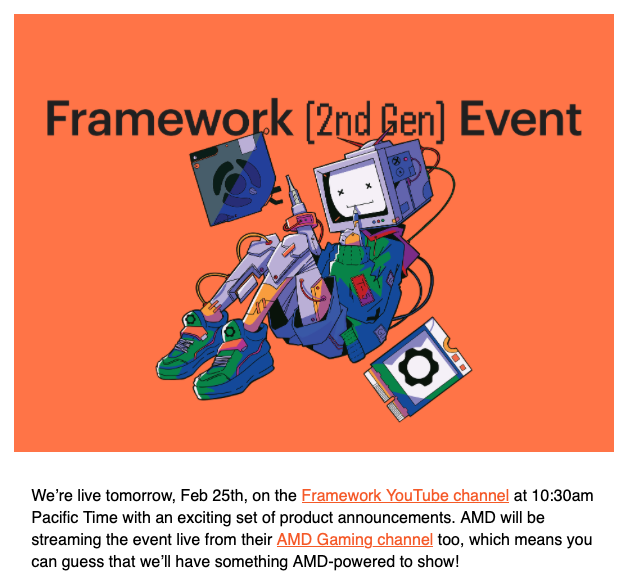 Framework [2nd Gen] Event
We’re live tomorrow, Feb 25th, on the Framework YouTube channel at 10:30am
Pacific Time with an exciting set of product announcements. AMD will be
streaming the event live from their AMD Gaming channel too, which means you
can guess that we’ll have something AMD-powered to show!